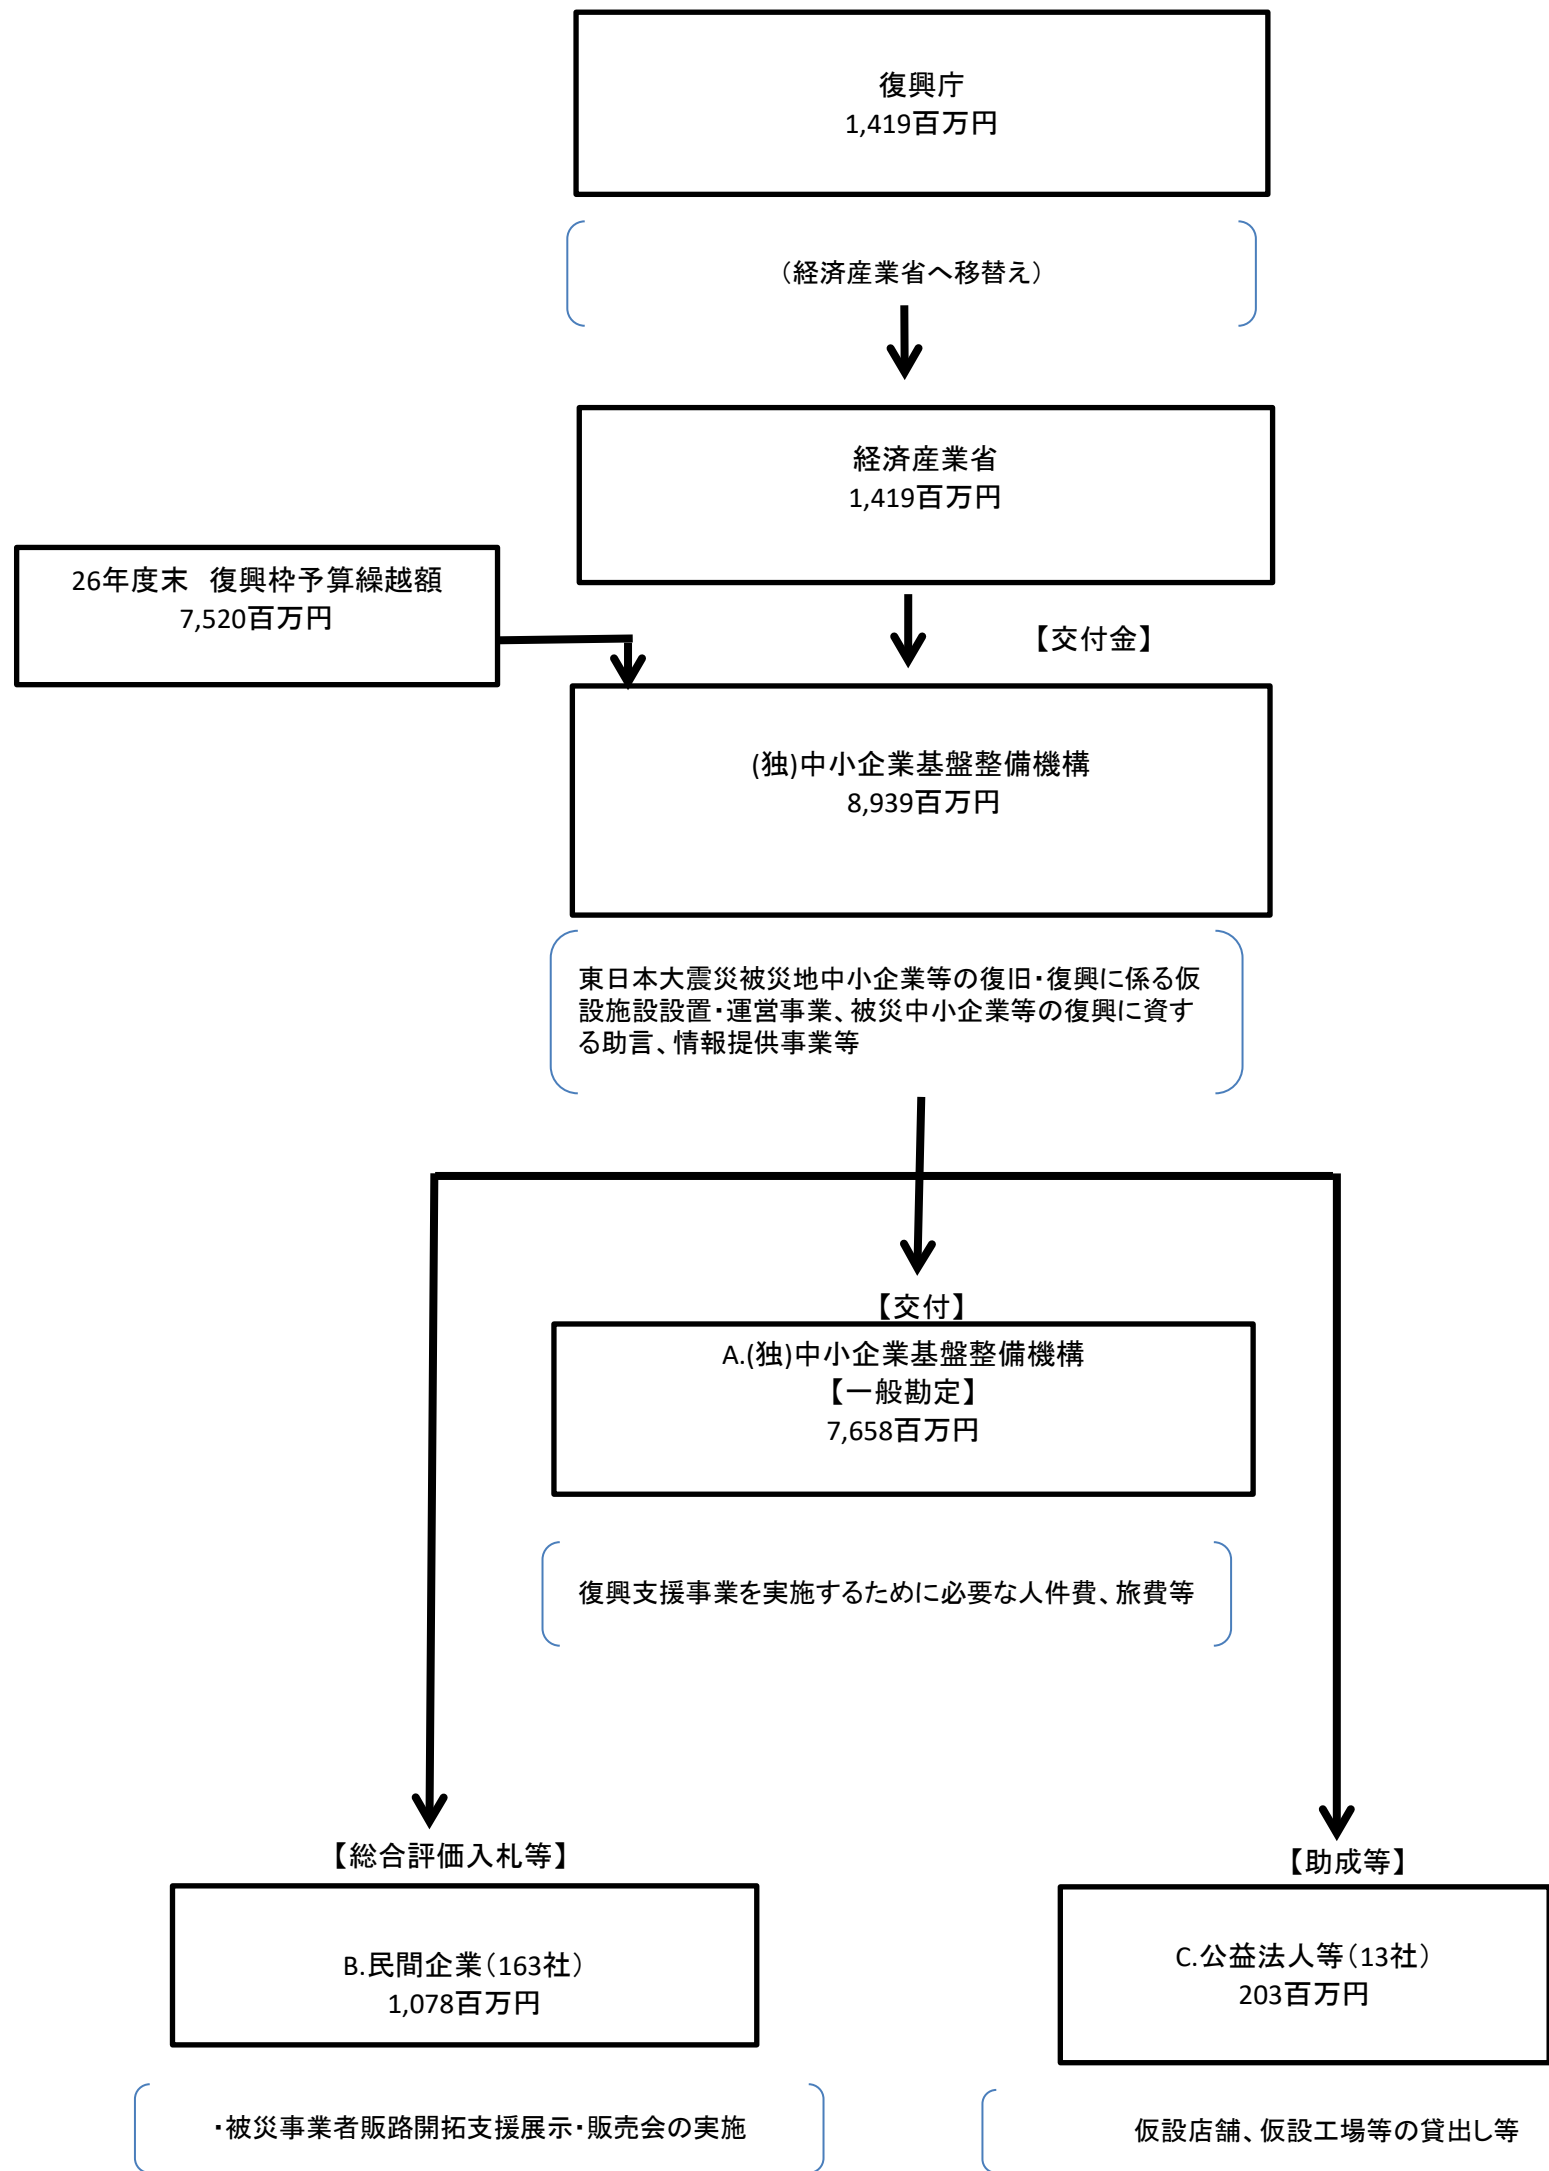 復興庁
1,419百万円
（経済産業省へ移替え）
経済産業省
1,419百万円
26年度末　復興枠予算繰越額
7,520百万円
【交付金】
(独)中小企業基盤整備機構
8,939百万円
東日本大震災被災地中小企業等の復旧・復興に係る仮
設施設設置・運営事業、被災中小企業等の復興に資す
る助言、情報提供事業等
【交付】
A.(独)中小企業基盤整備機構
【一般勘定】
7,658百万円
復興支援事業を実施するために必要な人件費、旅費等
【総合評価入札等】
B.民間企業（163社）
1,078百万円
・被災事業者販路開拓支援展示・販売会の実施
【助成等】
C.公益法人等（13社）
203百万円
仮設店舗、仮設工場等の貸出し等